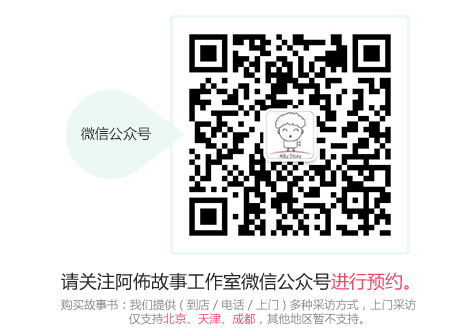 微信公众号
ABu Story
请关注阿佈故事工作室微信公众号进行预约。
购买故事书：我们提供（到店／电话／上门）多种采访方式，上门采访
仅支持北京、天津、成都，其他地区暂不支持。